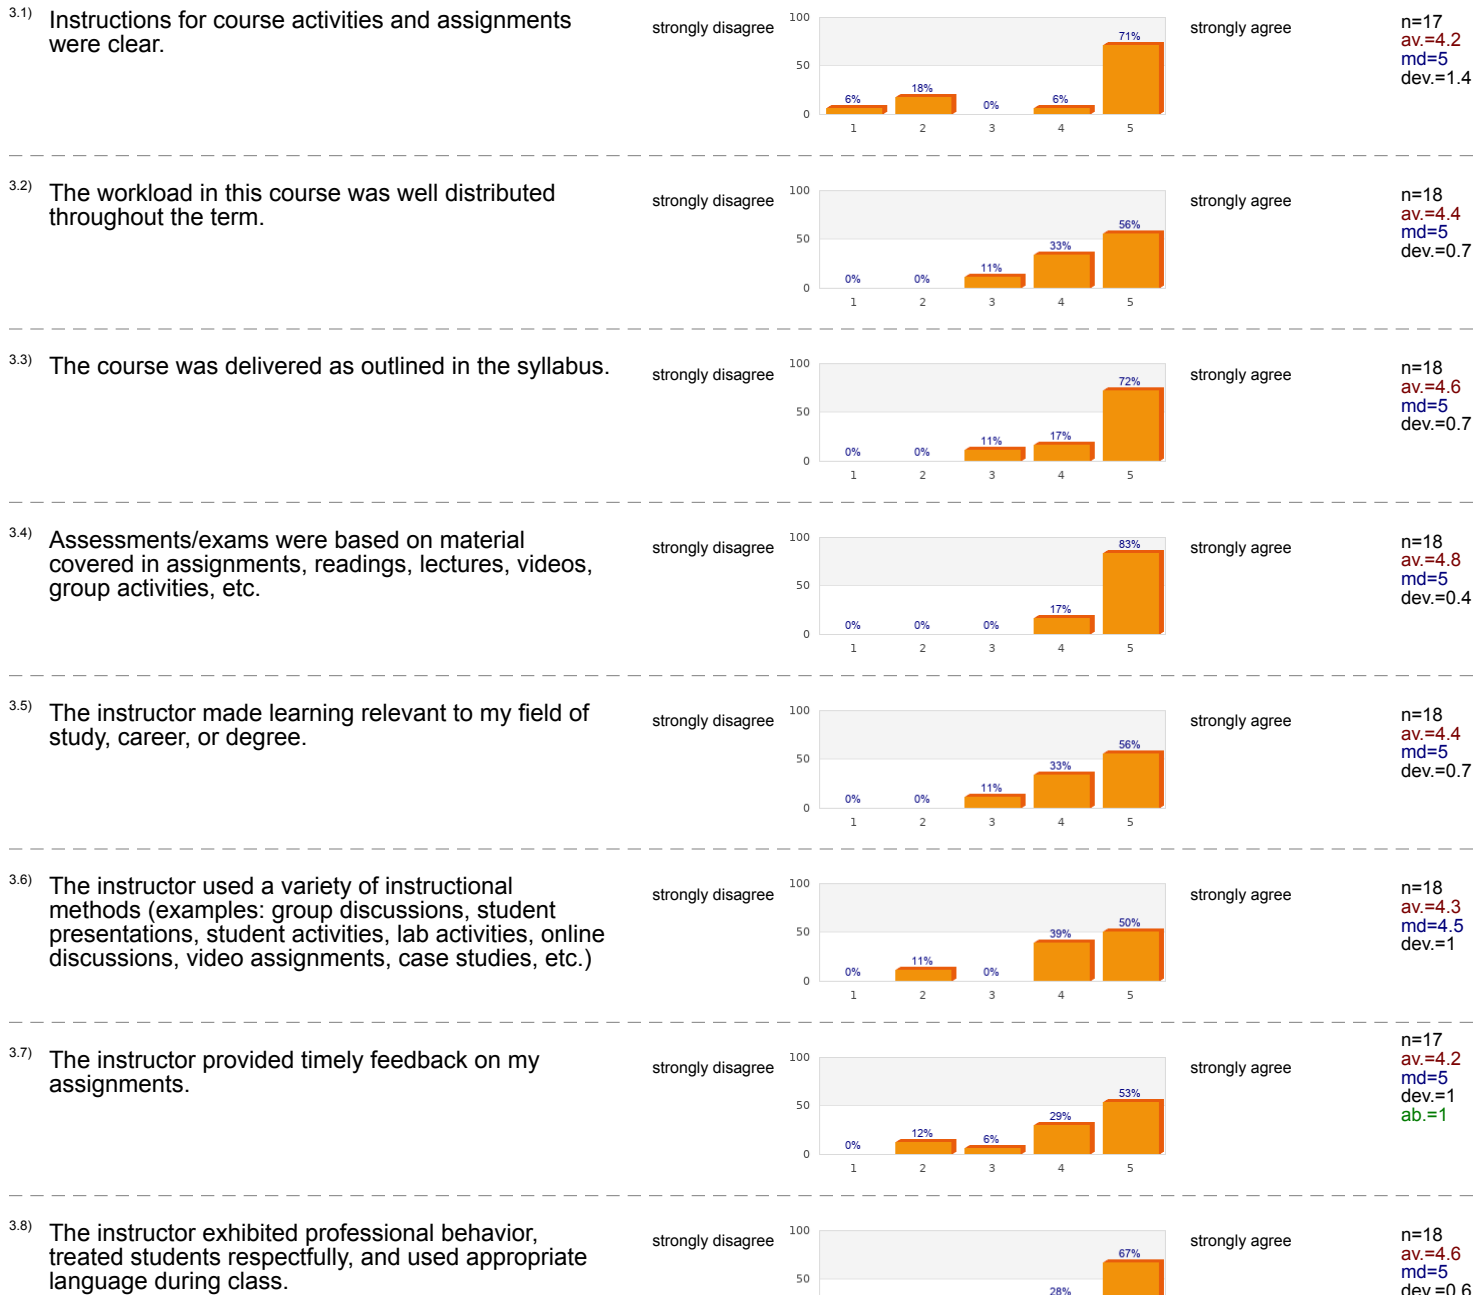 3.1) Instructions for course activities and assignments
were clear.
strongly disagree
100
50
0
6%
18%
0%
6%
71%
1 2 3 4 5
strongly agree
n=17
av.=4.2
md=5
dev.=1.4
3.2) The workload in this course was well distributed
throughout the term.
strongly disagree
100
50
0
0%
0%
11%
33%
56%
1 2 3 4 5
strongly agree
n=18
av.=4.4
md=5
dev.=0.7
3.3) The course was delivered as outlined in the syllabus.
strongly disagree
100
50
0
0%
0%
11%
17%
72%
1 2 3 4 5
strongly agree
n=18
av.=4.6
md=5
dev.=0.7
3.4) Assessments/exams were based on material
covered in assignments, readings, lectures, videos,
group activities, etc.
strongly disagree
100
50
0
0%
0%
0%
17%
83%
1 2 3 4 5
strongly agree
n=18
av.=4.8
md=5
dev.=0.4
3.5) The instructor made learning relevant to my field of
study, career, or degree.
strongly disagree
100
50
0
0%
0%
11%
33%
56%
1 2 3 4 5
strongly agree
n=18
av.=4.4
md=5
dev.=0.7
3.6) The instructor used a variety of instructional
methods (examples: group discussions, student
presentations, student activities, lab activities, online
discussions, video assignments, case studies, etc.)
strongly disagree
100
50
0
0%
11%
0%
39%
50%
1 2 3 4 5
strongly agree
n=18
av.=4.3
md=4.5
dev.=1
3.7) The instructor provided timely feedback on my
assignments.
strongly disagree
100
50
0
0%
12%
6%
29%
53%
1 2 3 4 5
strongly agree
n=17
av.=4.2
md=5
dev.=1
ab.=1
3.8) The instructor exhibited professional behavior,
treated students respectfully, and used appropriate
language during class.
strongly disagree
100
50
28%
67%
strongly agree
n=18
av.=4.6
md=5
dev.=0.6